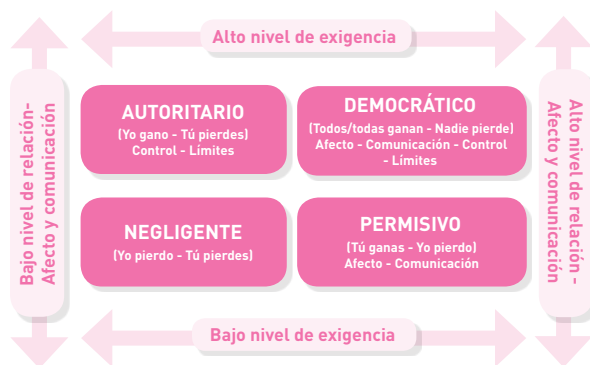 Alto nivel de exigencia
Bajo nivel de relación-
Afecto y comunicación
AUTORITARIO
(Yo gano - Tú pierdes)
Control - Límites
DEMOCRÁTICO
(Todos/todas ganan - Nadie pierde)
Afecto - Comunicación - Control
- Límites
NEGLIGENTE
(Yo pierdo - Tú pierdes)
PERMISIVO
(Tú ganas - Yo pierdo)
Afecto - Comunicación
Alto nivel de relación -
Afecto y comunicación
Bajo nivel de exigencia